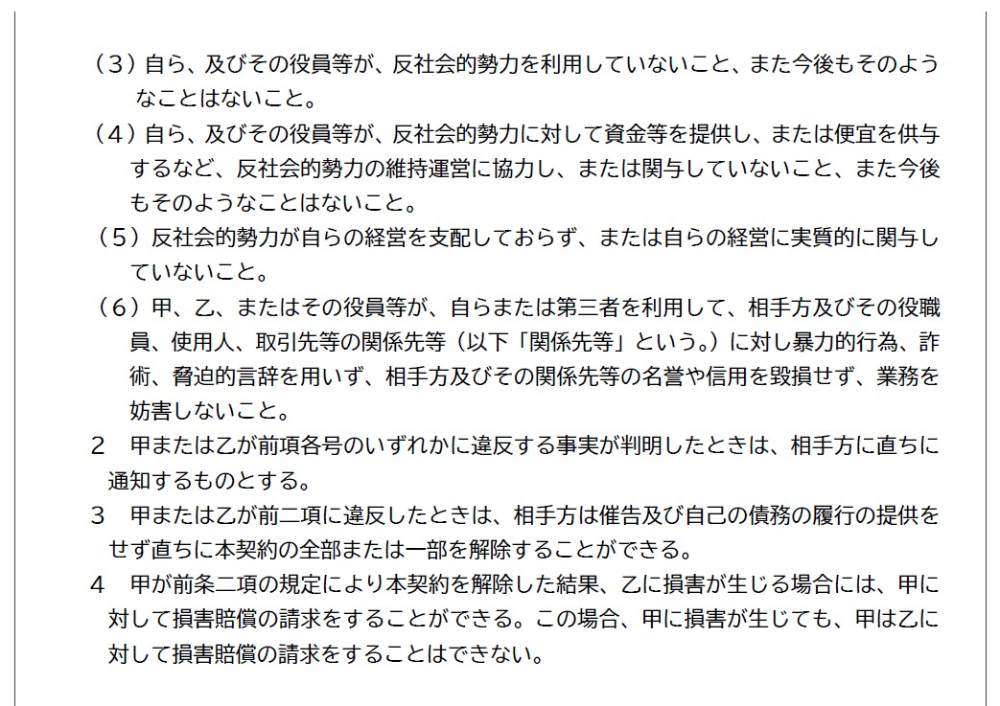 （３）自ら、及びその役員等が、反社会的勢力を利用していないこと、また今後もそのよう
なことはないこと。
（４）自ら、及びその役員等が、反社会的勢力に対して資金等を提供し、または便宜を供与
するなど、反社会的勢力の維持運営に協力し、または関与していないこと、また今後
もそのようなことはないこと。
（５）反社会的勢力が自らの経営を支配しておらず、または自らの経営に実質的に関与し
ていないこと。
（６）甲、乙、またはその役員等が、自らまたは第三者を利用して、相手方及びその役職
員、使用人、取引先等の関係先等（以下「関係先等」という。）に対し暴力的行為、詐
術、脅迫的言辞を用いず、相手方及びその関係先等の名誉や信用を毀損せず、業務を
妨害しないこと。
２　甲または乙が前項各号のいずれかに違反する事実が判明したときは、相手方に直ちに
通知するものとする。
３　甲または乙が前二項に違反したときは、相手方は催告及び自己の債務の履行の提供を
せず直ちに本契約の全部または一部を解除することができる。
４　甲が前条二項の規定により本契約を解除した結果、乙に損害が生じる場合には、甲に
対して損害賠償の請求をすることができる。この場合、甲に損害が生じても、甲は乙に
対して損害賠償の請求をすることはできない。